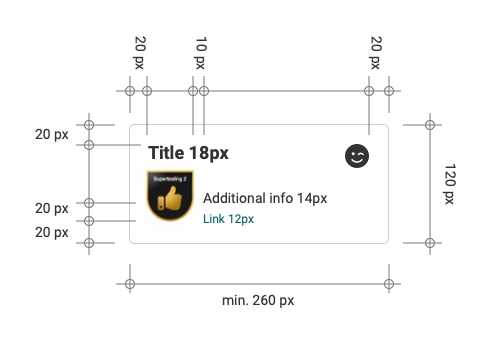 20 px
10 px
20 px
20 px
Title 18px
Supertesting 2
120 px
20 px
Additional info 14px
Link 12px
20 px
min. 260 px